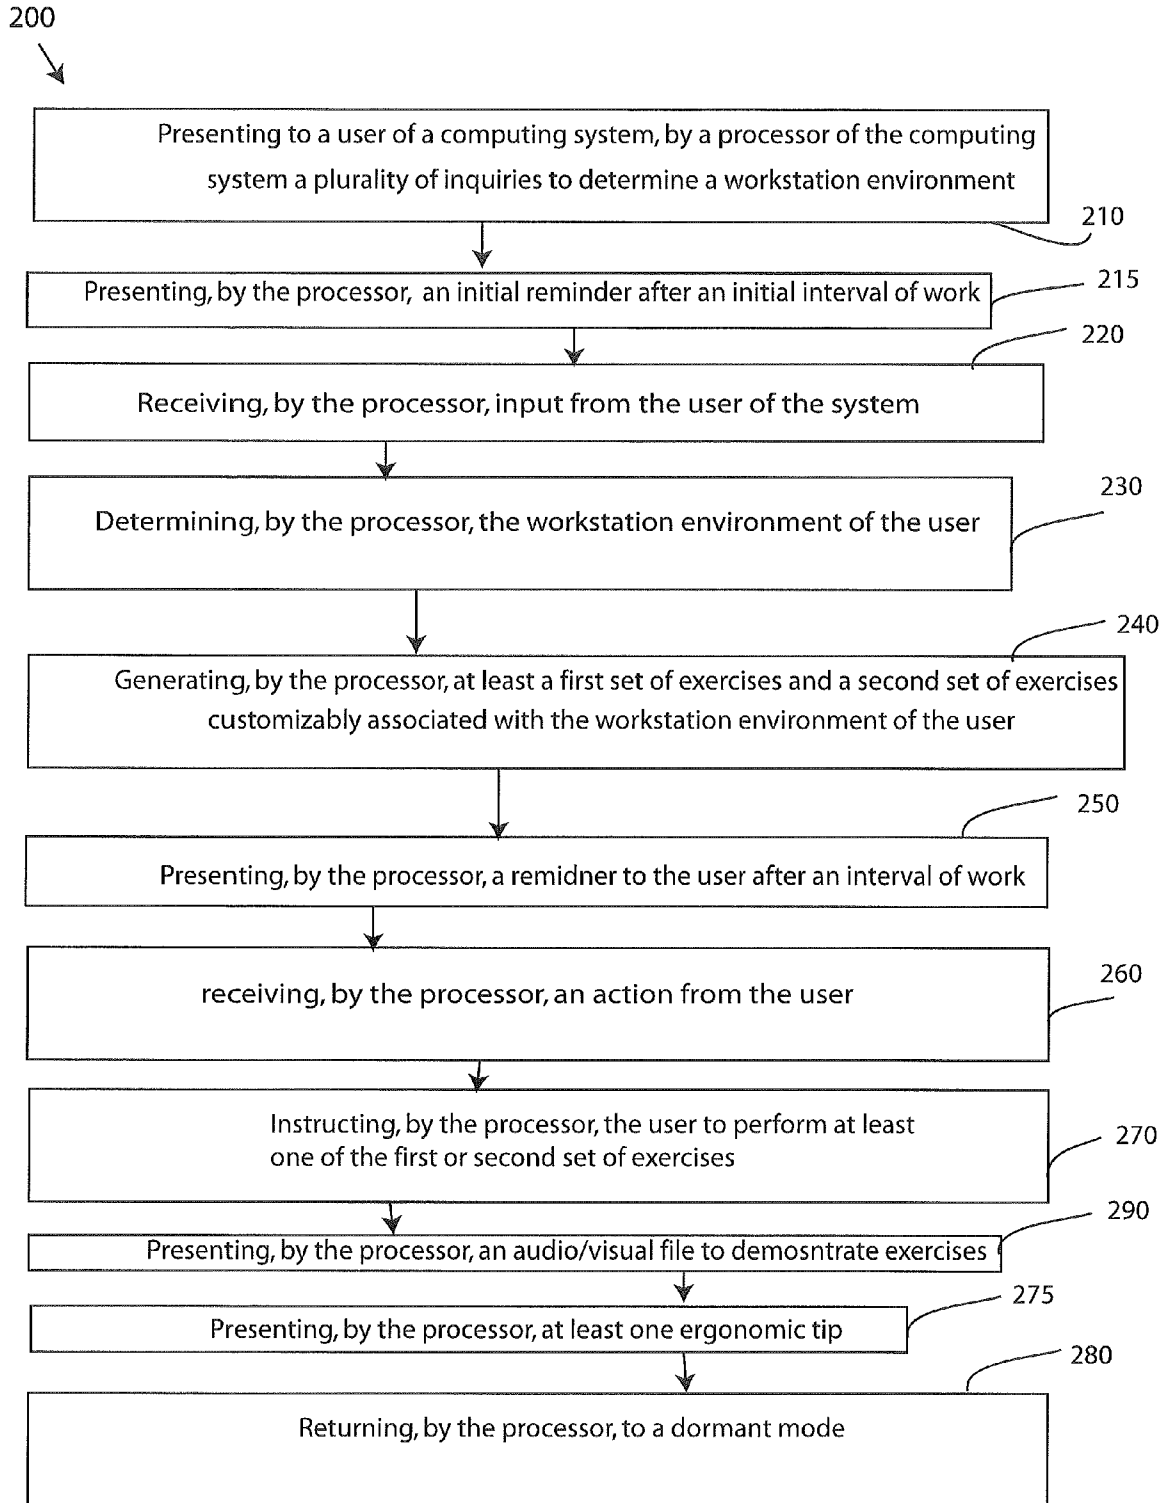 200
Presenting to a user of a computing system, by a processor of the computing
system a plurality of inquiries to determine a workstation environment
210
Presenting, by the processor, an initial reminder after an initial interval of work
215
220
Receiving, by the processor, input from the user of the system
230
Determining, by the processor, the workstation environment of the user
240
Generating, by the processor, at least a first set of exercises and a second set of exercises
customizably associated with the workstation environment of the user
250
Presenting, by the processor, a remidner to the user after an interval of work
260
receiving, by the processor, an action from the user
Instructing, by the processor, the user to perform at least
one of the first or second set of exercises
270
290
Presenting, by the processor, an audio/visual file to demosntrate exercises
275
Presenting, by the processor, at least one ergonomic tip
280
Returning, by the processor, to a dormant mode